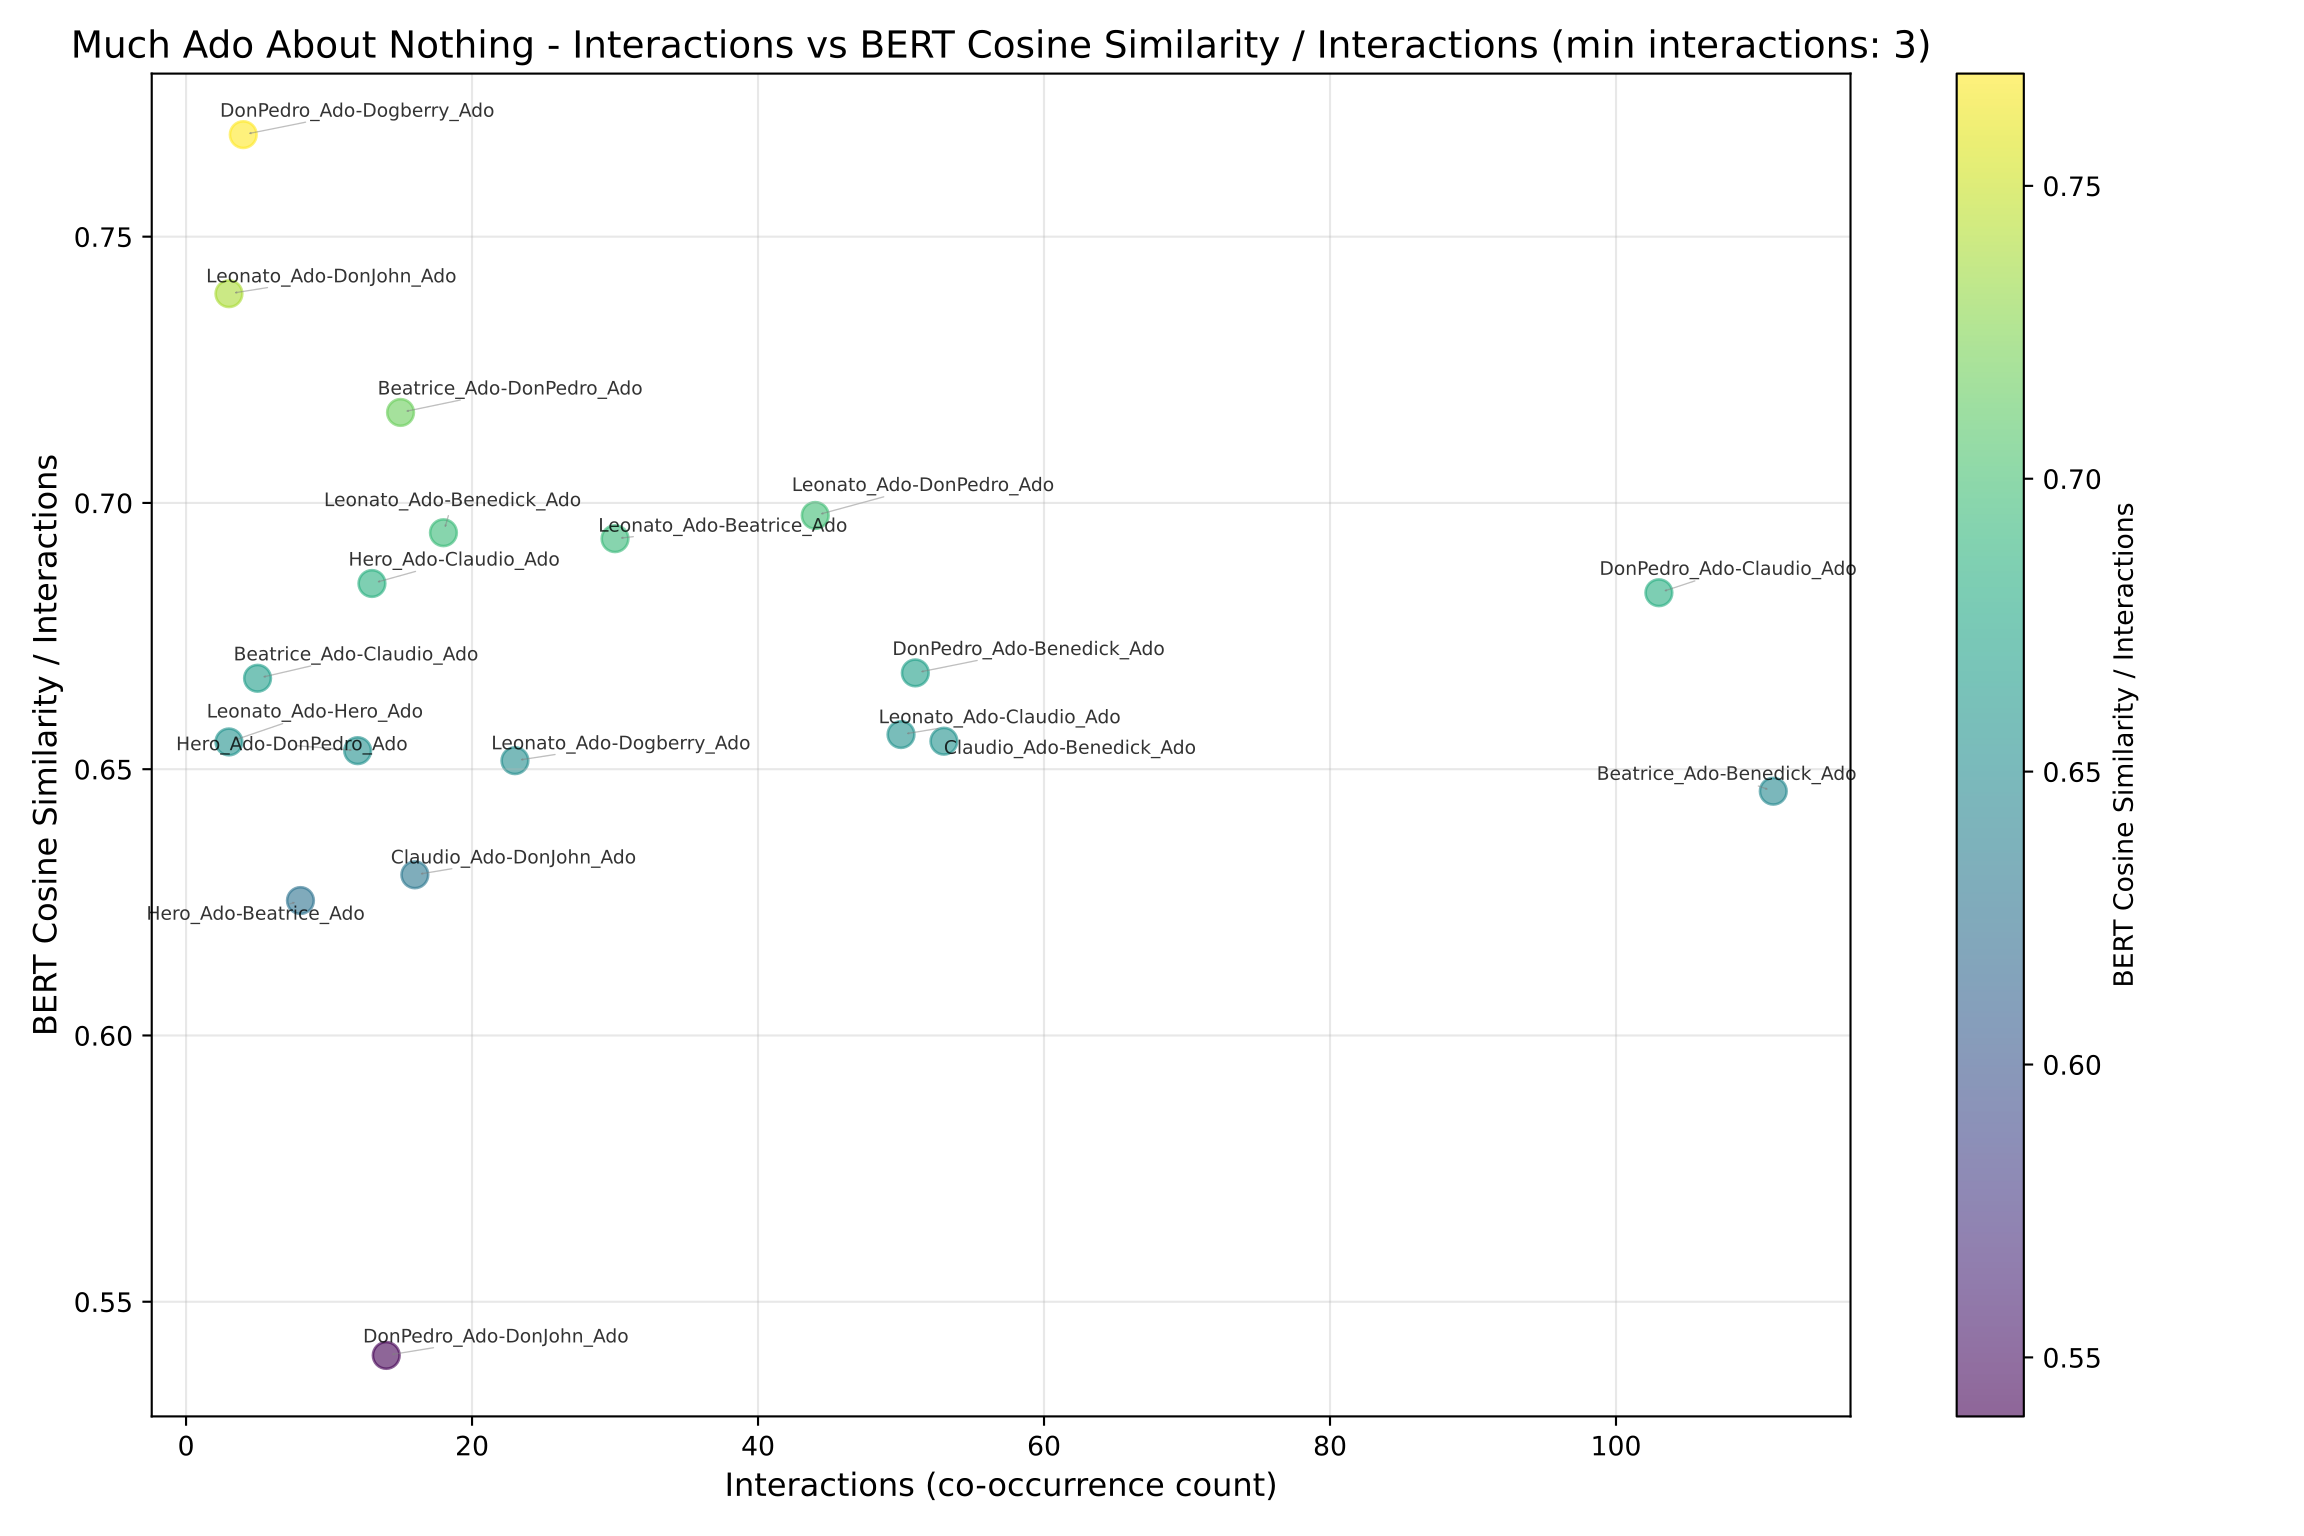 Much Ado About Nothing - Interactions vs BERT Cosine Similarity / Interactions (min interactions: 3)
DonPedro_Ado-Dogberry_Ado
Leonato_Ado-DonJohn_Ado
Beatrice_Ado-DonPedro_Ado
Leonato_Ado-DonPedro_Ado
Leonato_Ado-Benedick_Ado
Leonato_Ado-Beatrice_Ado
Hero_Ado-Claudio_Ado
DonPedro_Ado-Claudio_Ado
DonPedro_Ado-Benedick_Ado
Beatrice_Ado-Claudio_Ado
Leonato_Ado-Hero_Ado
Leonato_Ado-Claudio_Ado
Hero_Ado-DonPedro_Ado
Leonato_Ado-Dogberry_Ado
Claudio_Ado-Benedick_Ado
Beatrice_Ado-Benedick_Ado
Claudio_Ado-DonJohn_Ado
Hero_Ado-Beatrice_Ado
DonPedro_Ado-DonJohn_Ado
0.75
0.70
0.65
0.60
0.55
BERT Cosine Similarity / Interactions
0
20
40
60
80
100
Interactions (co-occurrence count)
0.75
0.70
0.65
0.60
0.55
BERT Cosine Similarity / Interactions